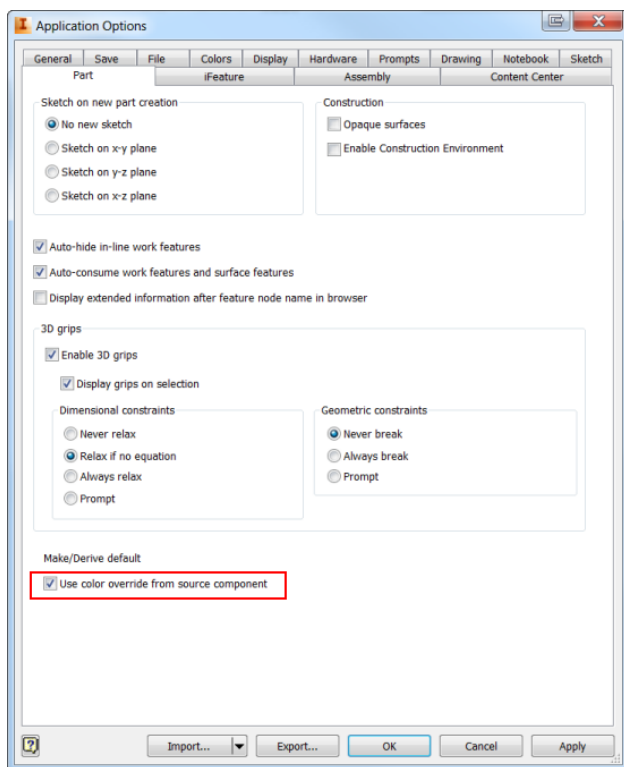 Application Options
General Save File Colors Display Hardware Prompts Drawing Notebook Sketch
Part iFeature Assembly Content Center
Sketch on new part creation
No new sketch
Sketch on x-y plane
Sketch on y-z plane
Sketch on x-z plane
Construction
Opaque surfaces
Enable Construction Environment
Auto-hide in-line work features
Auto-consume work features and surface features
Display extended information after feature node name in browser
3D grips
Enable 3D grips
Display grips on selection
Dimensional constraints
Never relax
Relax if no equation
Always relax
Prompt
Geometric constraints
Never break
Always break
Prompt
Make/Derive default
Use color override from source component
Import... Export... OK Cancel Apply